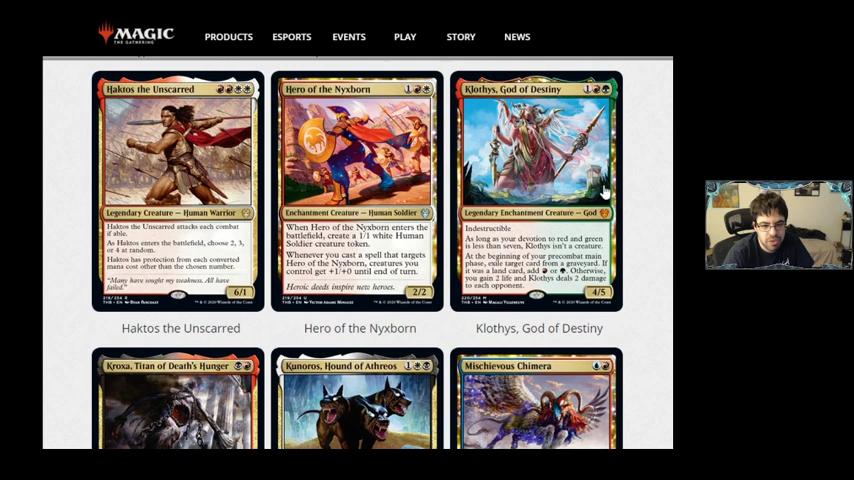 MAGIC
THE GATHERING
PRODUCTS
ESPORTS
EVENTS
PLAY
STORY
NEWS
Haktos the Unscarred
Legendary Creature — Human Warrior
Haktos the Unscarred attacks each combat
if able.
As Haktos enters the battlefield, choose 2, 3,
or 4 at random.
Haktos has protection from each converted
mana cost other than the chosen number.
"Many have sought my weakness. All have
failed."
6/1
Hero of the Nyxborn
1
Enchantment Creature — Human Soldier
When Hero of the Nyxborn enters the
battlefield, create a 1/1 white Human
Soldier creature token.
Whenever you cast a spell that targets
Hero of the Nyxborn, creatures you
control get +1/+0 until end of turn.
Heroic deeds inspire new heroes.
2/2
Klothys, God of Destiny
1
Legendary Enchantment Creature — God
Indestructible
As long as your devotion to red and green
is less than seven, Klothys isn't a creature.
At the beginning of your precombat main
phase, exile target card from a graveyard. If
it was a land card, add or . Otherwise,
you gain 2 life and Klothys deals 2 damage
to each opponent.
4/5
Haktos the Unscarred
Hero of the Nyxborn
Klothys, God of Destiny
Kroxa, Titan of Death's Hunger
Kunoros, Hound of Athreos
1
Mischievous Chimera